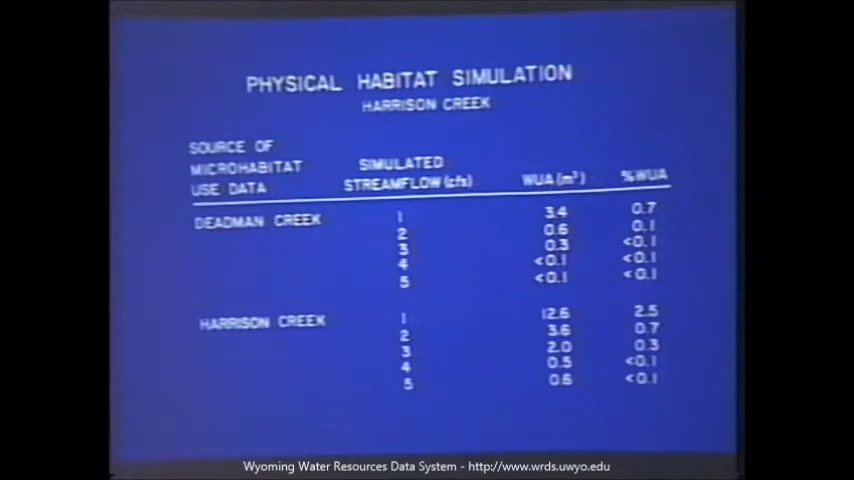 PHYSICAL HABITAT SIMULATION
HARRISON CREEK
SOURCE OF
MICROHABITAT SIMULATED
USE DATA STREAMFLOW (cfs) WUA (m²) %WUA
DEADMAN CREEK 1 3.4 0.7
2 0.6 0.1
3 0.3 <0.1
4 <0.1 <0.1
5 <0.1 <0.1
HARRISON CREEK 1 12.6 2.5
2 3.6 0.7
3 2.0 0.3
4 0.5 <0.1
5 0.6 <0.1
Wyoming Water Resources Data System - http://www.wrds.uwyo.edu